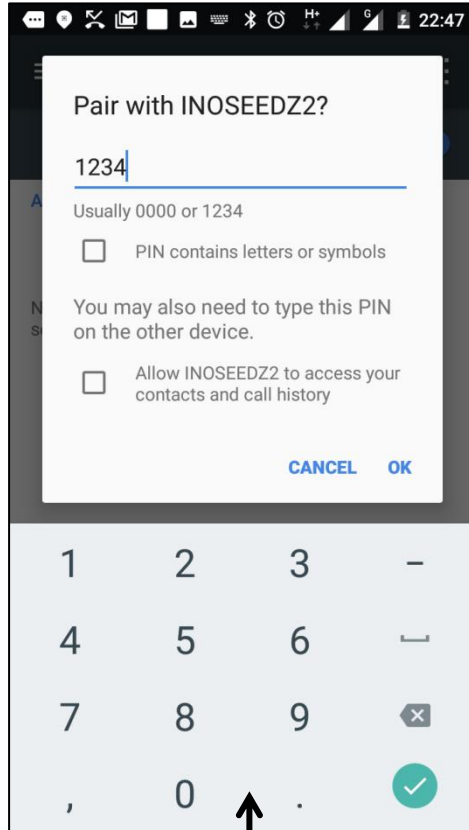 H+ G 22:47
Pair with INOSEEDZ2?
1234
Usually 0000 or 1234
PIN contains letters or symbols
You may also need to type this PIN
on the other device.
Allow INOSEEDZ2 to access your
contacts and call history
CANCEL OK
1 2 3 -
4 5 6
7 8 9
, 0 .